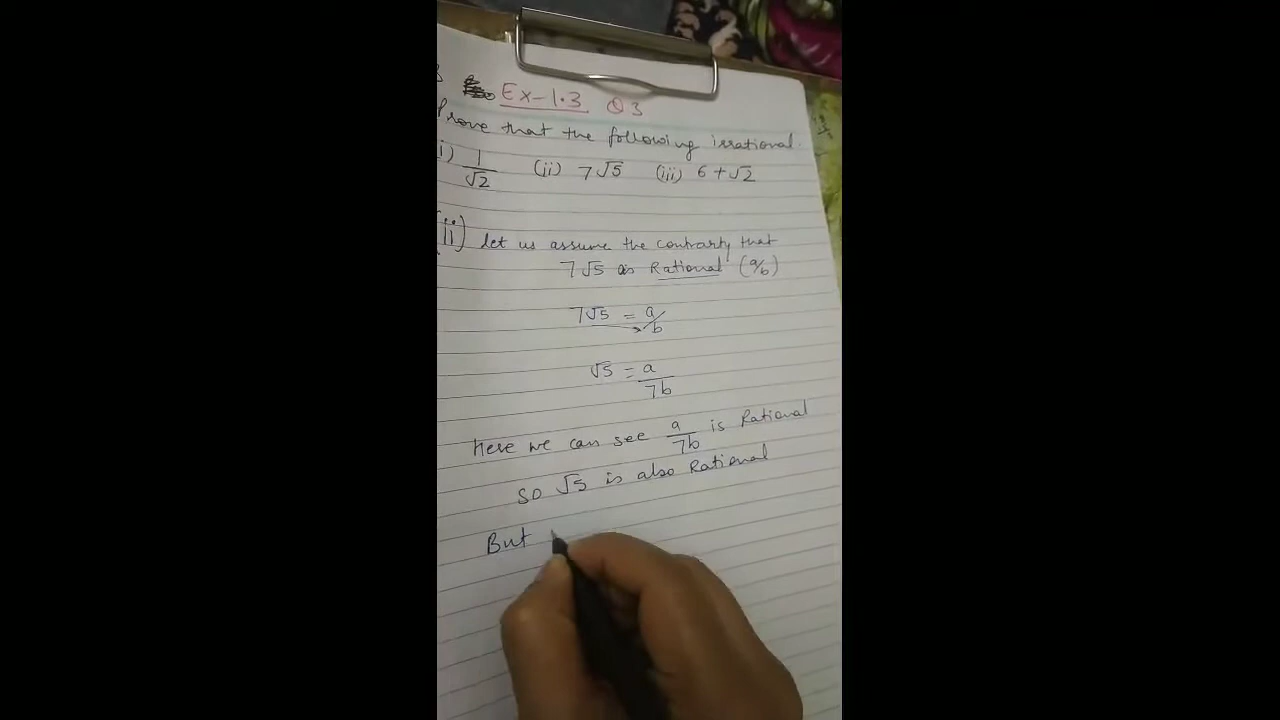 Ex-1.3 Q3
Prove that the following irrational.
i) 1/√2 (ii) 7√5 (iii) 6+√2
(ii) let us assume the contrarty that
7√5 is Rational (a/b)
7√5 = a/b
√5 = a/7b
Here we can see a/7b is Rational
so √5 is also Rational
But